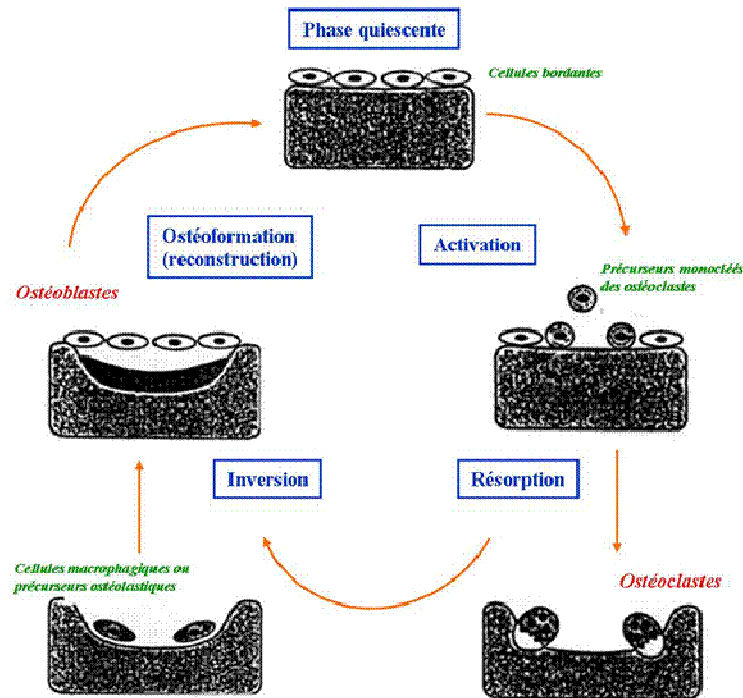 Phase quiescente
Cellules bordantes
Ostéoformation
(reconstruction)
Activation
Ostéoblastes
Précurseurs monocléés
des ostéoclastes
Inversion
Résorption
Cellules macrophagiques ou
précurseurs ostéolastiques
Ostéoclastes